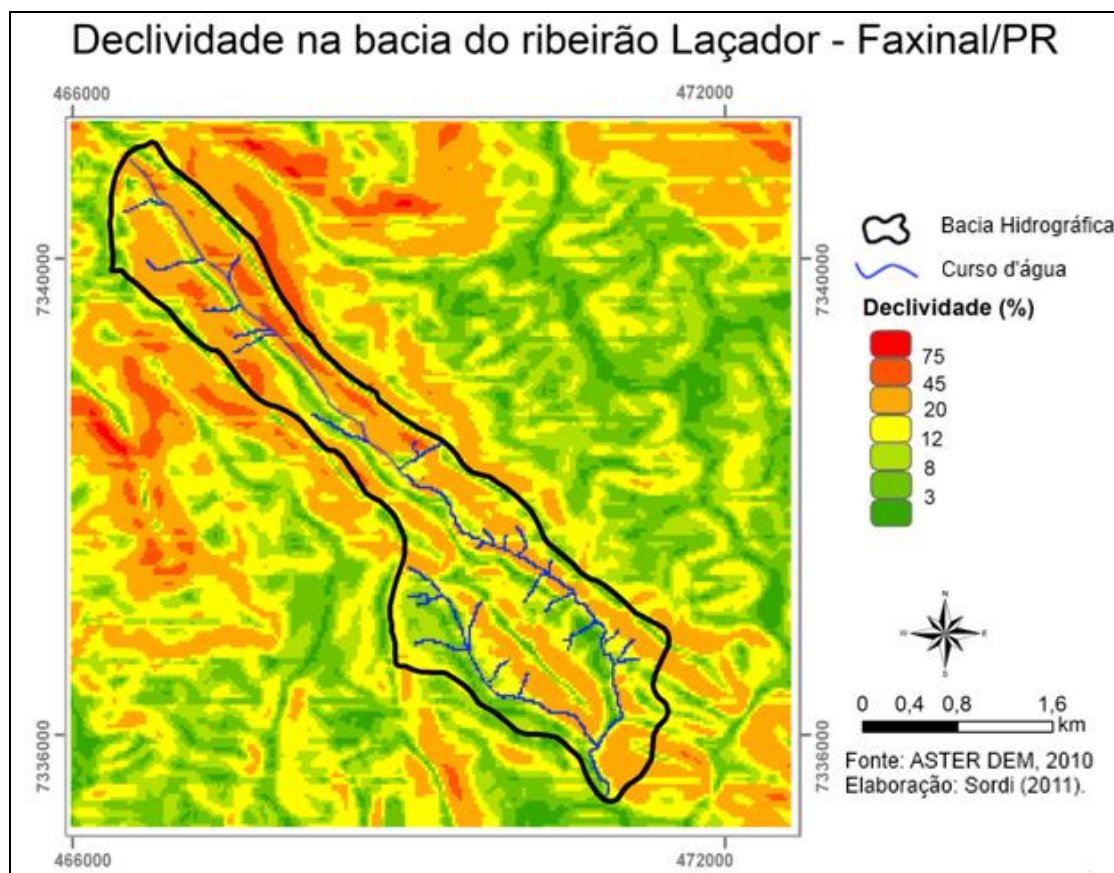 Declividade na bacia do ribeirão Laçador - Faxinal/PR
466000
472000
7340000
7340000
7336000
7336000
466000
472000
Bacia Hidrográfica
Curso d'água
Declividade (%)
75
45
20
12
8
3
N
W
E
S
0 0,4 0,8 1,6
km
Fonte: ASTER DEM, 2010
Elaboração: Sordi (2011).